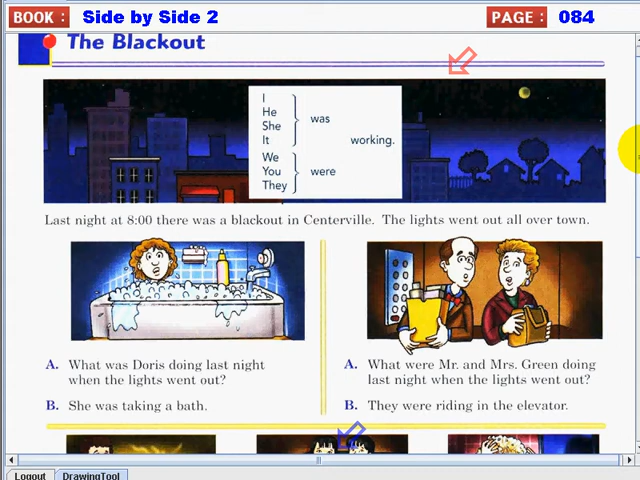 BOOK : Side by Side 2 PAGE : 084
The Blackout
I
He
She
It
was
We
You
They
were
working.
Last night at 8:00 there was a blackout in Centerville. The lights went out all over town.
A. What was Doris doing last night
when the lights went out?
B. She was taking a bath.
A. What were Mr. and Mrs. Green doing
last night when the lights went out?
B. They were riding in the elevator.
Logout DrawingTool